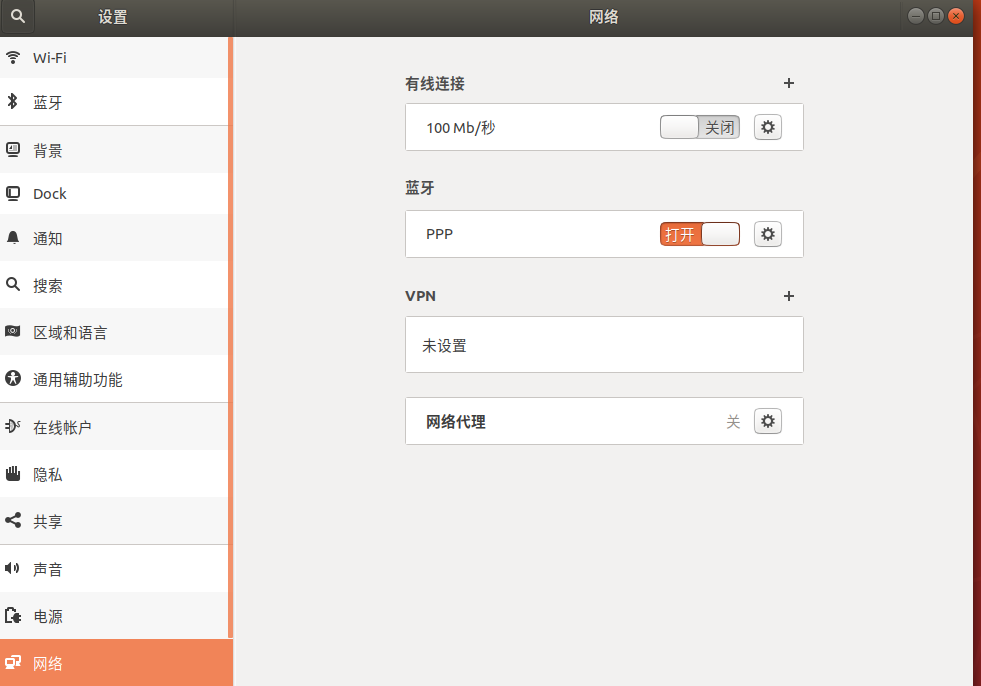 设置
网络
Wi-Fi
蓝牙
背景
Dock
通知
搜索
区域和语言
通用辅助功能
在线帐户
隐私
共享
声音
电源
网络
有线连接
100 Mb/秒
关闭
蓝牙
PPP
打开
VPN
未设置
网络代理
关